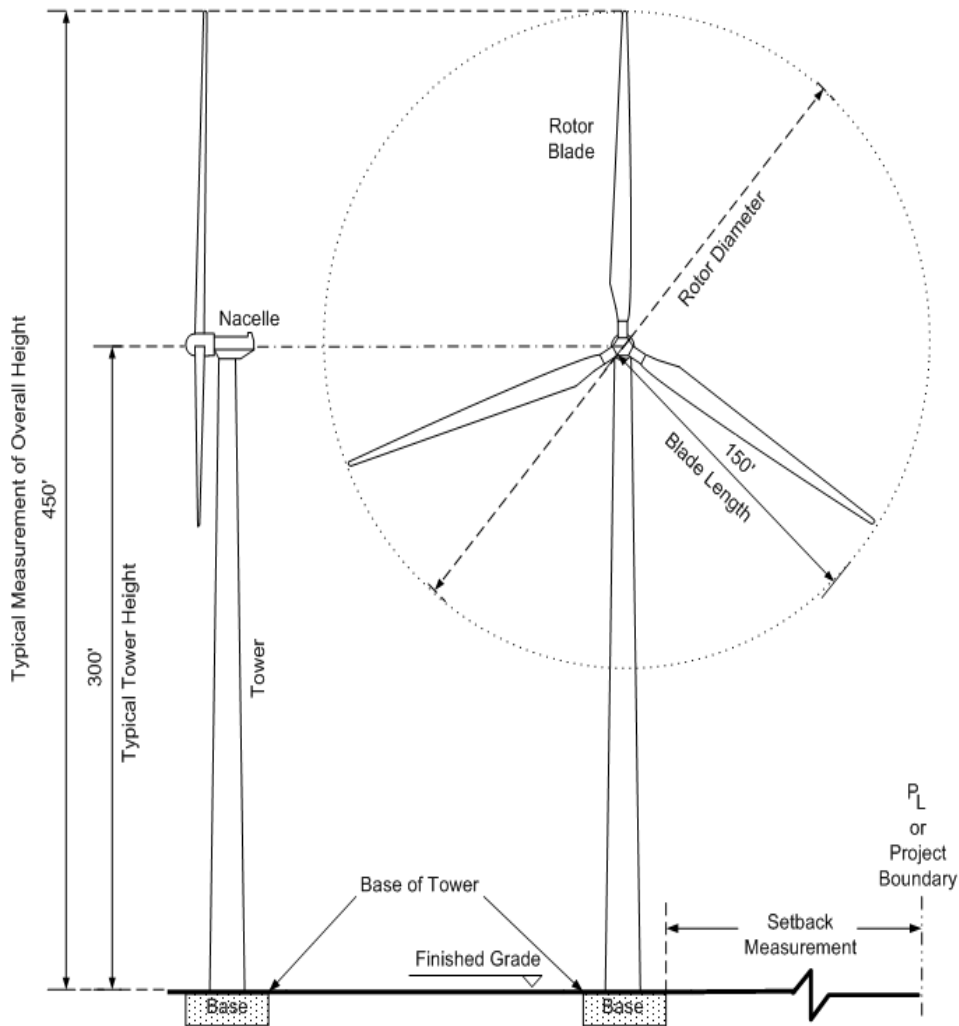 Typical Measurement of Overall Height
450'
300'
Typical Tower Height
Tower
Nacelle
Rotor
Blade
Rotor Diameter
150'
Blade Length
Base of Tower
Finished Grade
Base
Base
Setback
Measurement
PL
or
Project
Boundary